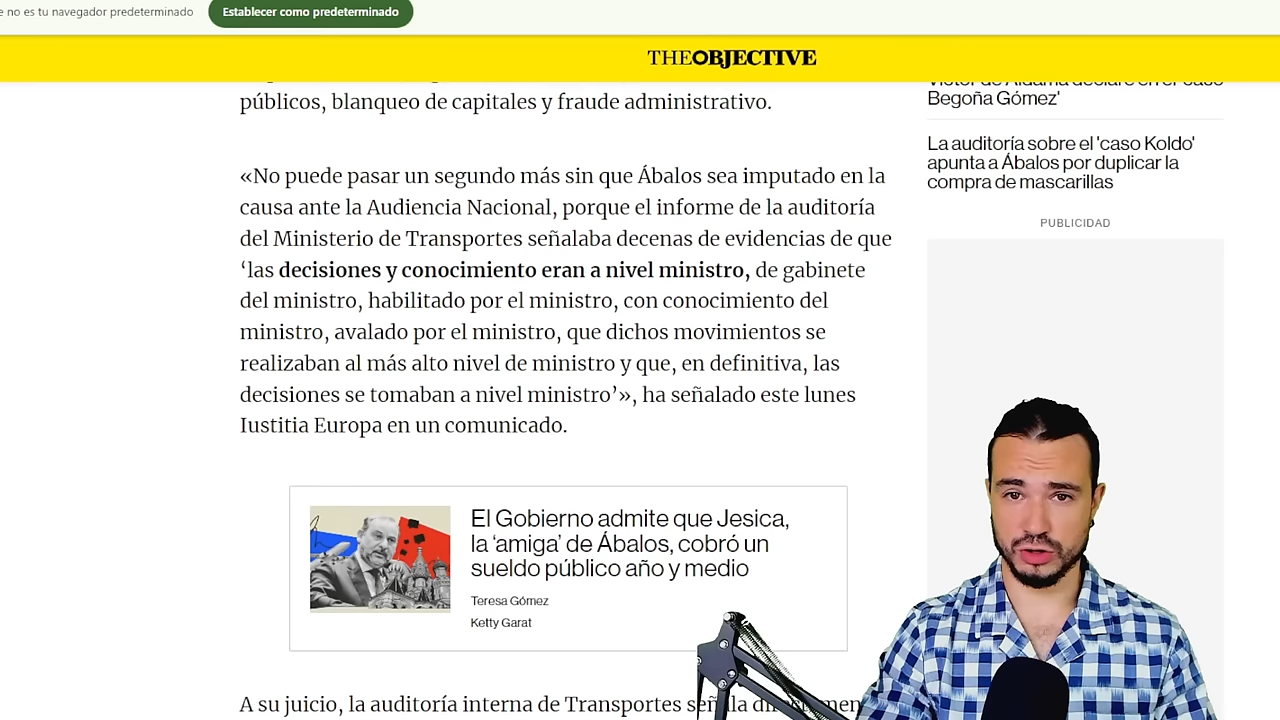 no es tu navegador predeterminado
Establecer como predeterminado
THEOBJECTIVE
públicos, blanqueo de capitales y fraude administrativo.
«No puede pasar un segundo más sin que Ábalos sea imputado en la
causa ante la Audiencia Nacional, porque el informe de la auditoría
del Ministerio de Transportes señalaba decenas de evidencias de que
‘las decisiones y conocimiento eran a nivel ministro, de gabinete
del ministro, habilitado por el ministro, con conocimiento del
ministro, avalado por el ministro, que dichos movimientos se
realizaban al más alto nivel de ministro y que, en definitiva, las
decisiones se tomaban a nivel ministro’», ha señalado este lunes
Iustitia Europa en un comunicado.
El Gobierno admite que Jesica,
la ‘amiga’ de Ábalos, cobró un
sueldo público año y medio
Teresa Gómez
Ketty Garat
A su juicio, la auditoría interna de Transportes
Víctor de Aldama declare en el 'caso
Begoña Gómez'
La auditoría sobre el 'caso Koldo'
apunta a Ábalos por duplicar la
compra de mascarillas
PUBLICIDAD